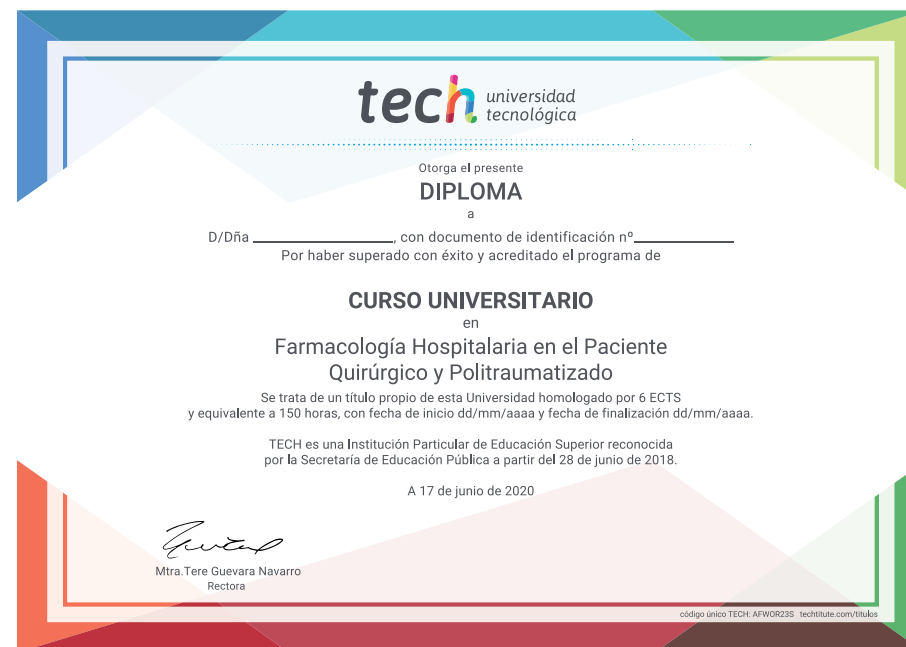 tech universidad
tecnológica
Otorga el presente
DIPLOMA
a
D/Dña ________________, con documento de identificación nº____________
Por haber superado con éxito y acreditado el programa de
CURSO UNIVERSITARIO
en
Farmacología Hospitalaria en el Paciente
Quirúrgico y Politraumatizado
Se trata de un título propio de esta Universidad homologado por 6 ECTS
y equivalente a 150 horas, con fecha de inicio dd/mm/aaaa y fecha de finalización dd/mm/aaaa.
TECH es una Institución Particular de Educación Superior reconocida
por la Secretaría de Educación Pública a partir del 28 de junio de 2018.
A 17 de junio de 2020
Mtra.Tere Guevara Navarro
Rectora
código único TECH: AFWOR23S techtitute.com/titulos